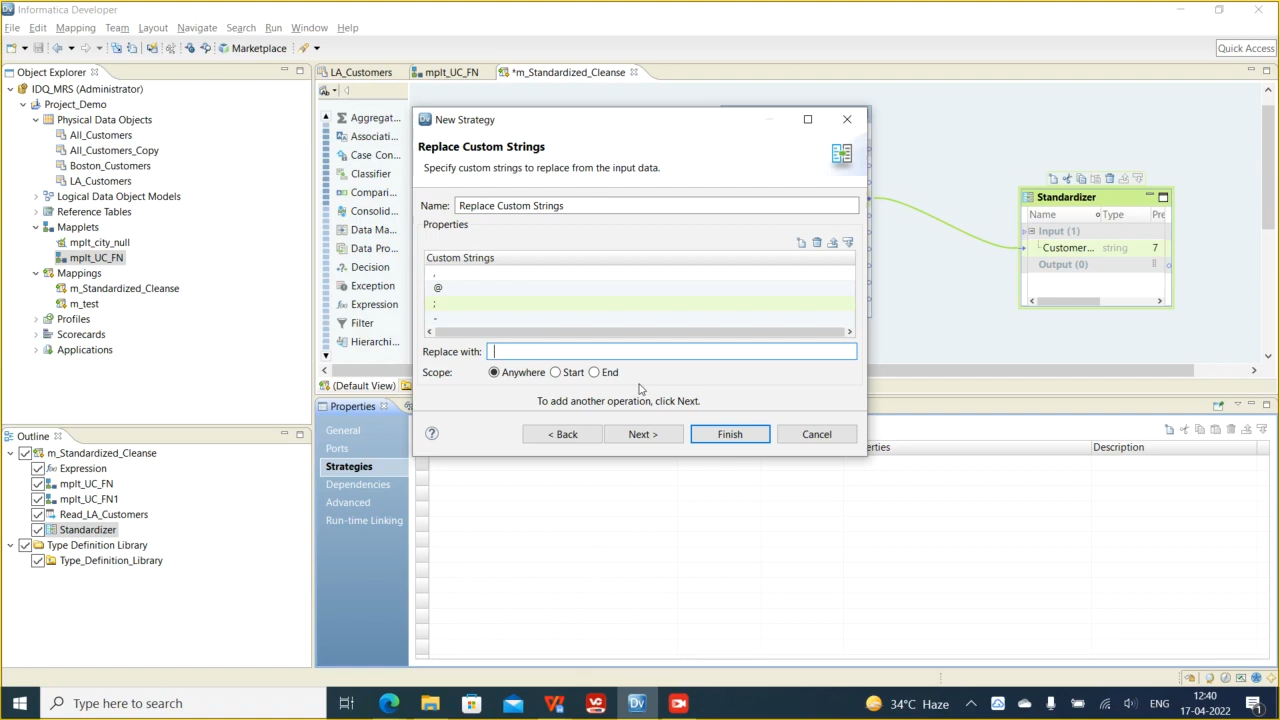 Informatica Developer
File Edit Mapping Team Layout Navigate Search Run Window Help
Marketplace
Quick Access
Object Explorer
IDQ_MRS (Administrator)
Project_Demo
Physical Data Objects
All_Customers
All_Customers_Copy
Boston_Customers
LA_Customers
Logical Data Object Models
Reference Tables
Mapplets
mplt_city_null
mplt_UC_FN
Mappings
m_Standardized_Cleanse
m_test
Profiles
Scorecards
Applications
Outline
m_Standardized_Cleanse
Expression
mplt_UC_FN
mplt_UC_FN1
Read_LA_Customers
Standardizer
Type Definition Library
Type_Definition_Library
LA_Customers mplt_UC_FN *m_Standardized_Cleanse
Aggregat...
Associati...
Case Con...
Classifier
Compari...
Consolid...
Data Ma...
Data Pro...
Decision
Exception
Expression
Filter
Hierarchi...
(Default View)
New Strategy
Replace Custom Strings
Specify custom strings to replace from the input data.
Name: Replace Custom Strings
Properties
Custom Strings
,
@
;
-
Replace with:
Scope: Anywhere Start End
To add another operation, click Next.
< Back Next > Finish Cancel
Standardizer
Name Type Pre
Input (1)
Customer... string 7
Output (0)
Properties
General
Ports
Strategies
Dependencies
Advanced
Run-time Linking
erties Description
Type here to search
34°C Haze
ENG
12:40
17-04-2022
1